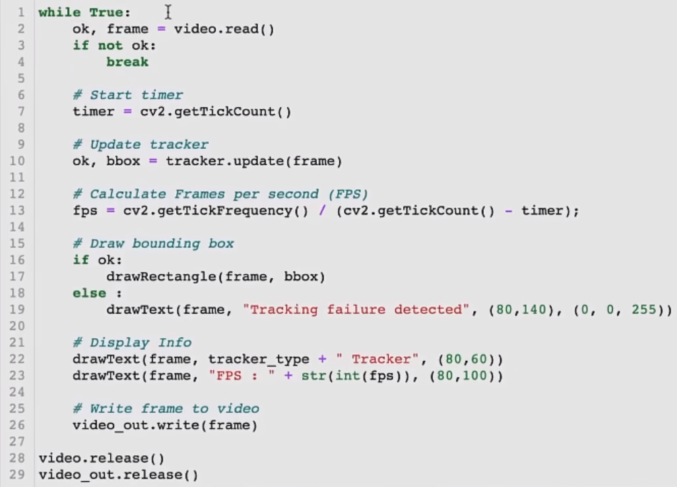 1 while True:
2     ok, frame = video.read()
3     if not ok:
4         break
5
6     # Start timer
7     timer = cv2.getTickCount()
8
9     # Update tracker
10     ok, bbox = tracker.update(frame)
11
12     # Calculate Frames per second (FPS)
13     fps = cv2.getTickFrequency() / (cv2.getTickCount() - timer);
14
15     # Draw bounding box
16     if ok:
17         drawRectangle(frame, bbox)
18     else :
19         drawText(frame, "Tracking failure detected", (80,140), (0, 0, 255))
20
21     # Display Info
22     drawText(frame, tracker_type + " Tracker", (80,60))
23     drawText(frame, "FPS : " + str(int(fps)), (80,100))
24
25     # Write frame to video
26     video_out.write(frame)
27
28 video.release()
29 video_out.release()